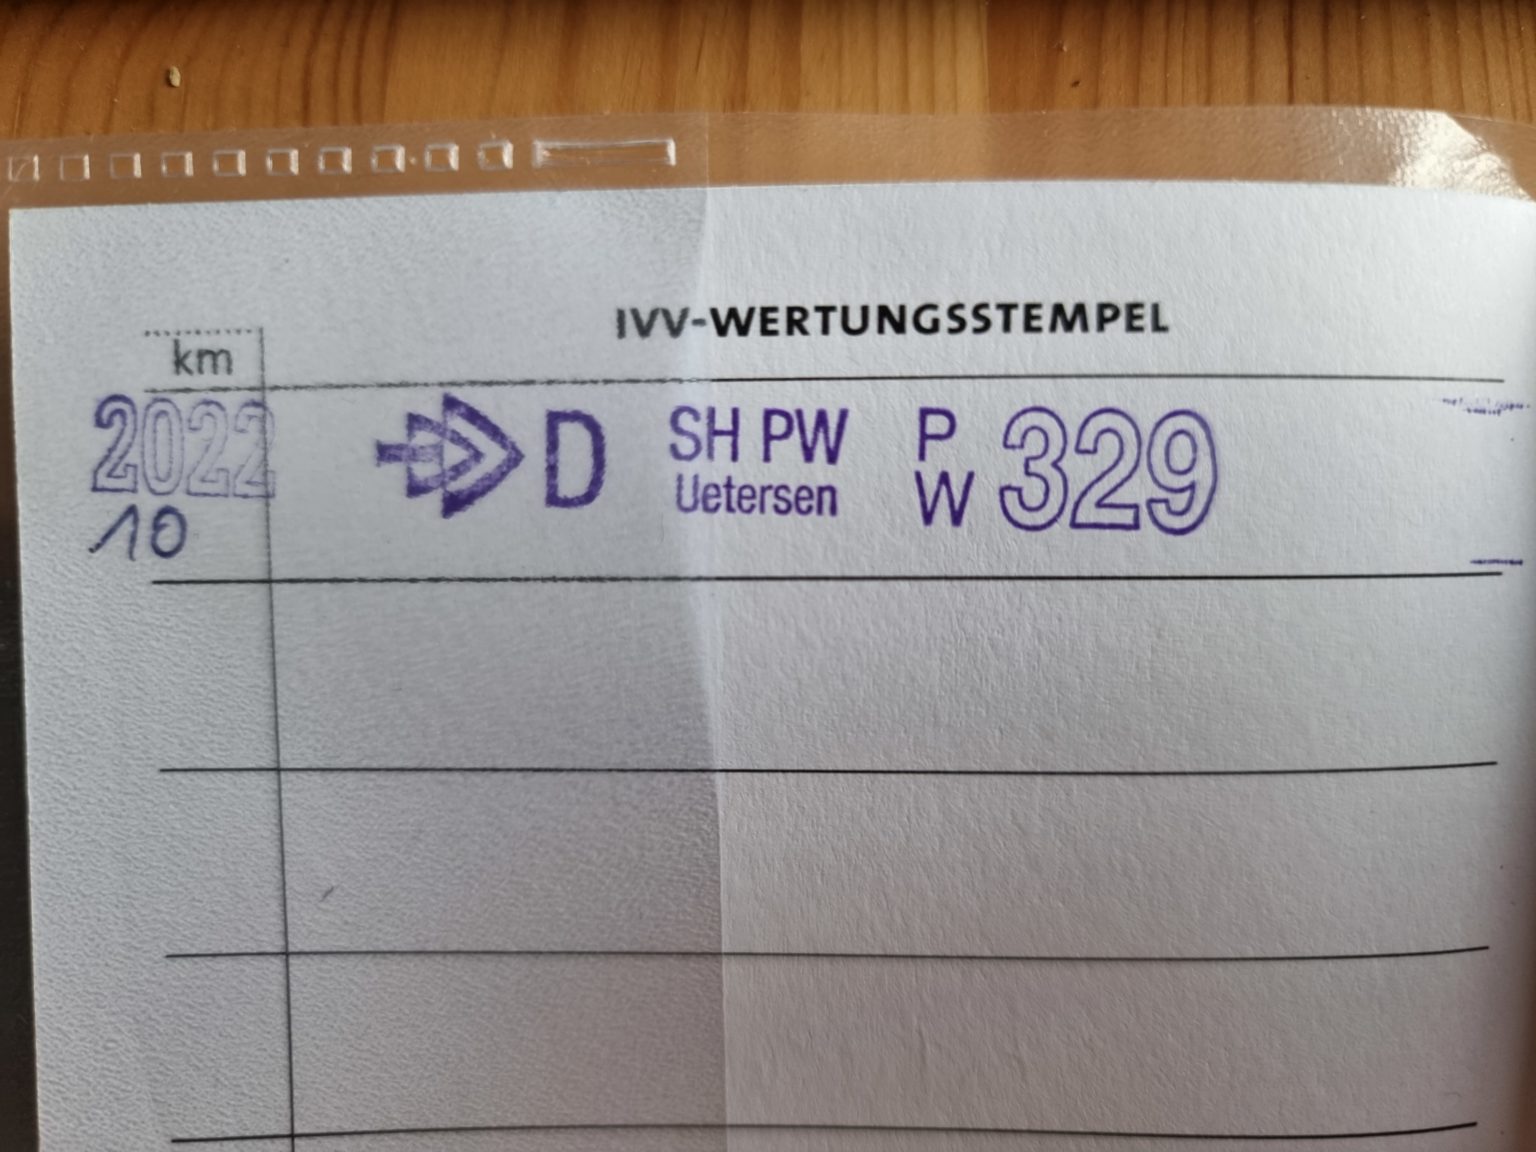 IVV-WERTUNGSSTEMPEL
km
2022 D SH PW P 329
Uetersen W
10